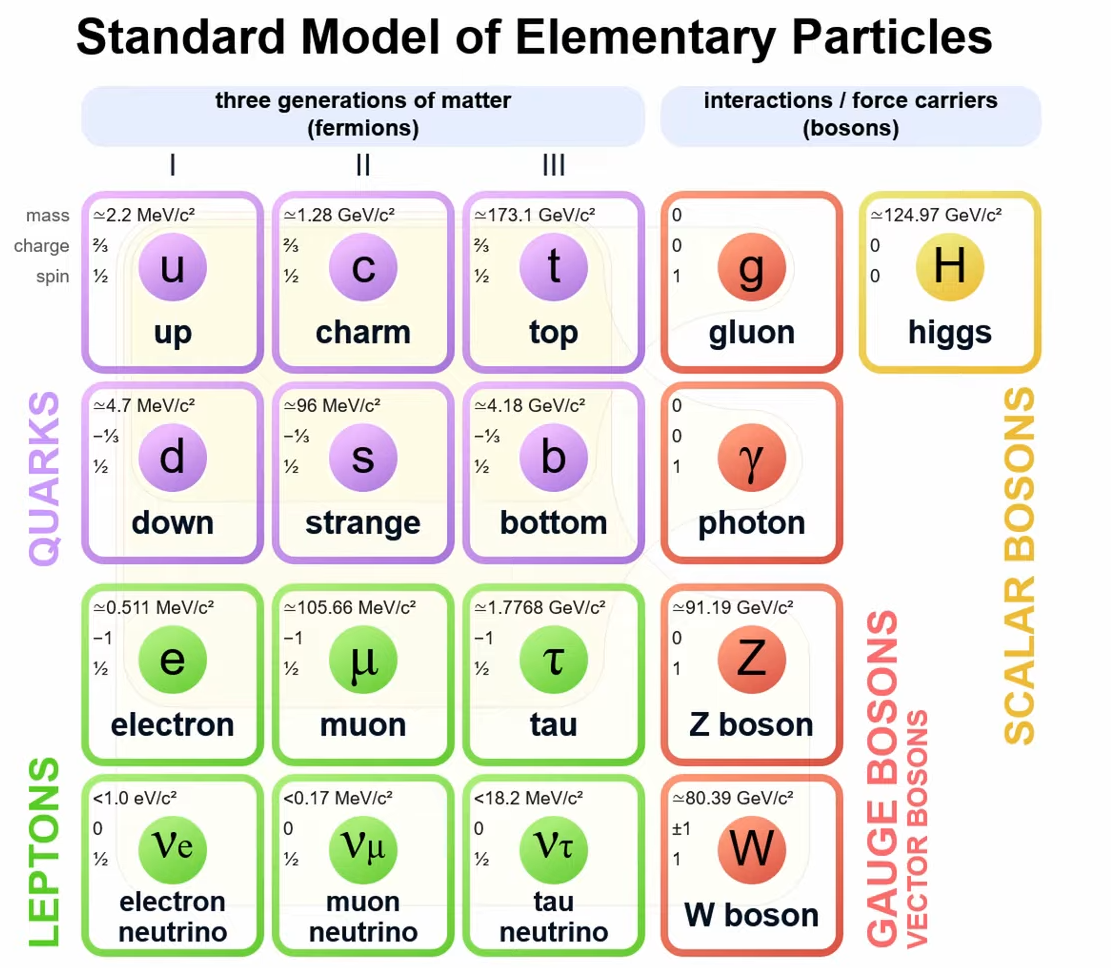 Standard Model of Elementary Particles
three generations of matter
(fermions)
interactions / force carriers
(bosons)
I
II
III
mass
charge
spin
≃2.2 MeV/c²
⅔
½
u
up
≃1.28 GeV/c²
⅔
½
c
charm
≃173.1 GeV/c²
⅔
½
t
top
0
0
1
g
gluon
≃124.97 GeV/c²
0
0
H
higgs
QUARKS
≃4.7 MeV/c²
−⅓
½
d
down
≃96 MeV/c²
−⅓
½
s
strange
≃4.18 GeV/c²
−⅓
½
b
bottom
0
0
1
γ
photon
SCALAR BOSONS
LEPTONS
≃0.511 MeV/c²
−1
½
e
electron
≃105.66 MeV/c²
−1
½
μ
muon
≃1.7768 GeV/c²
−1
½
τ
tau
≃91.19 GeV/c²
0
1
Z
Z boson
GAUGE BOSONS
VECTOR BOSONS
<1.0 eV/c²
0
½
νe
electron
neutrino
<0.17 MeV/c²
0
½
νμ
muon
neutrino
<18.2 MeV/c²
0
½
ντ
tau
neutrino
≃80.39 GeV/c²
±1
1
W
W boson